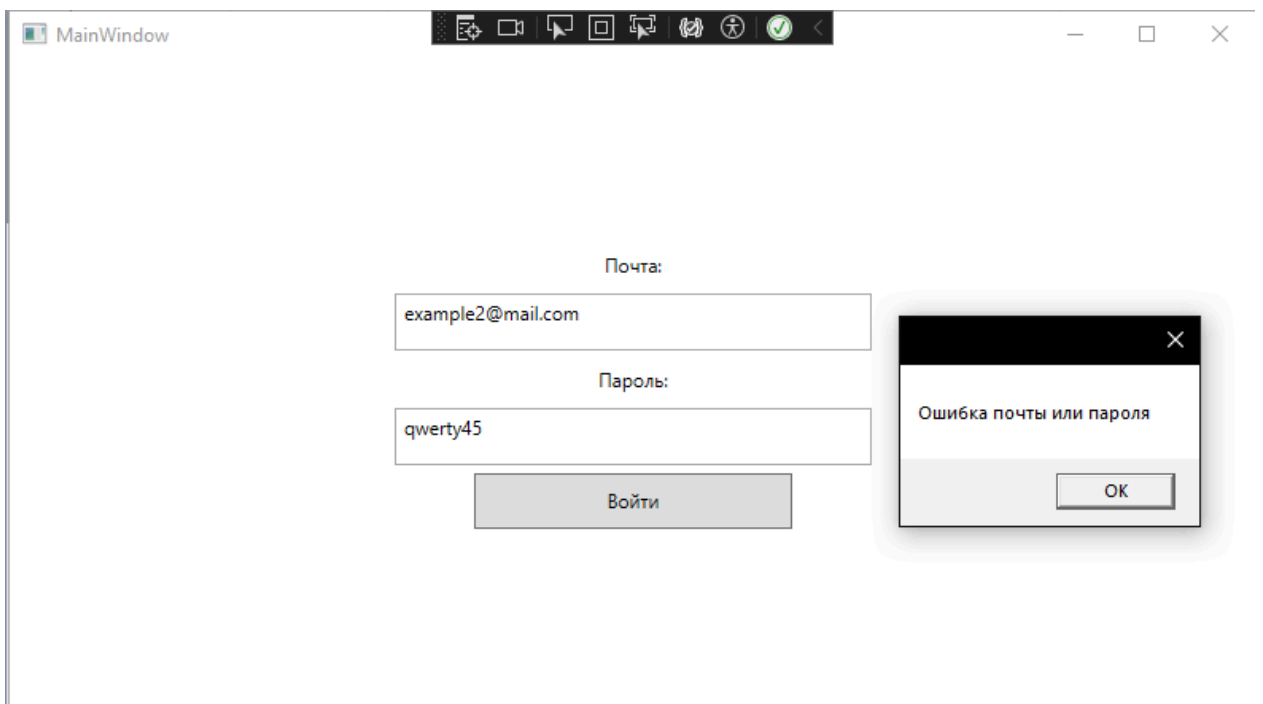 MainWindow
Почта:
example2@mail.com
Пароль:
qwerty45
Войти
Ошибка почты или пароля
OK